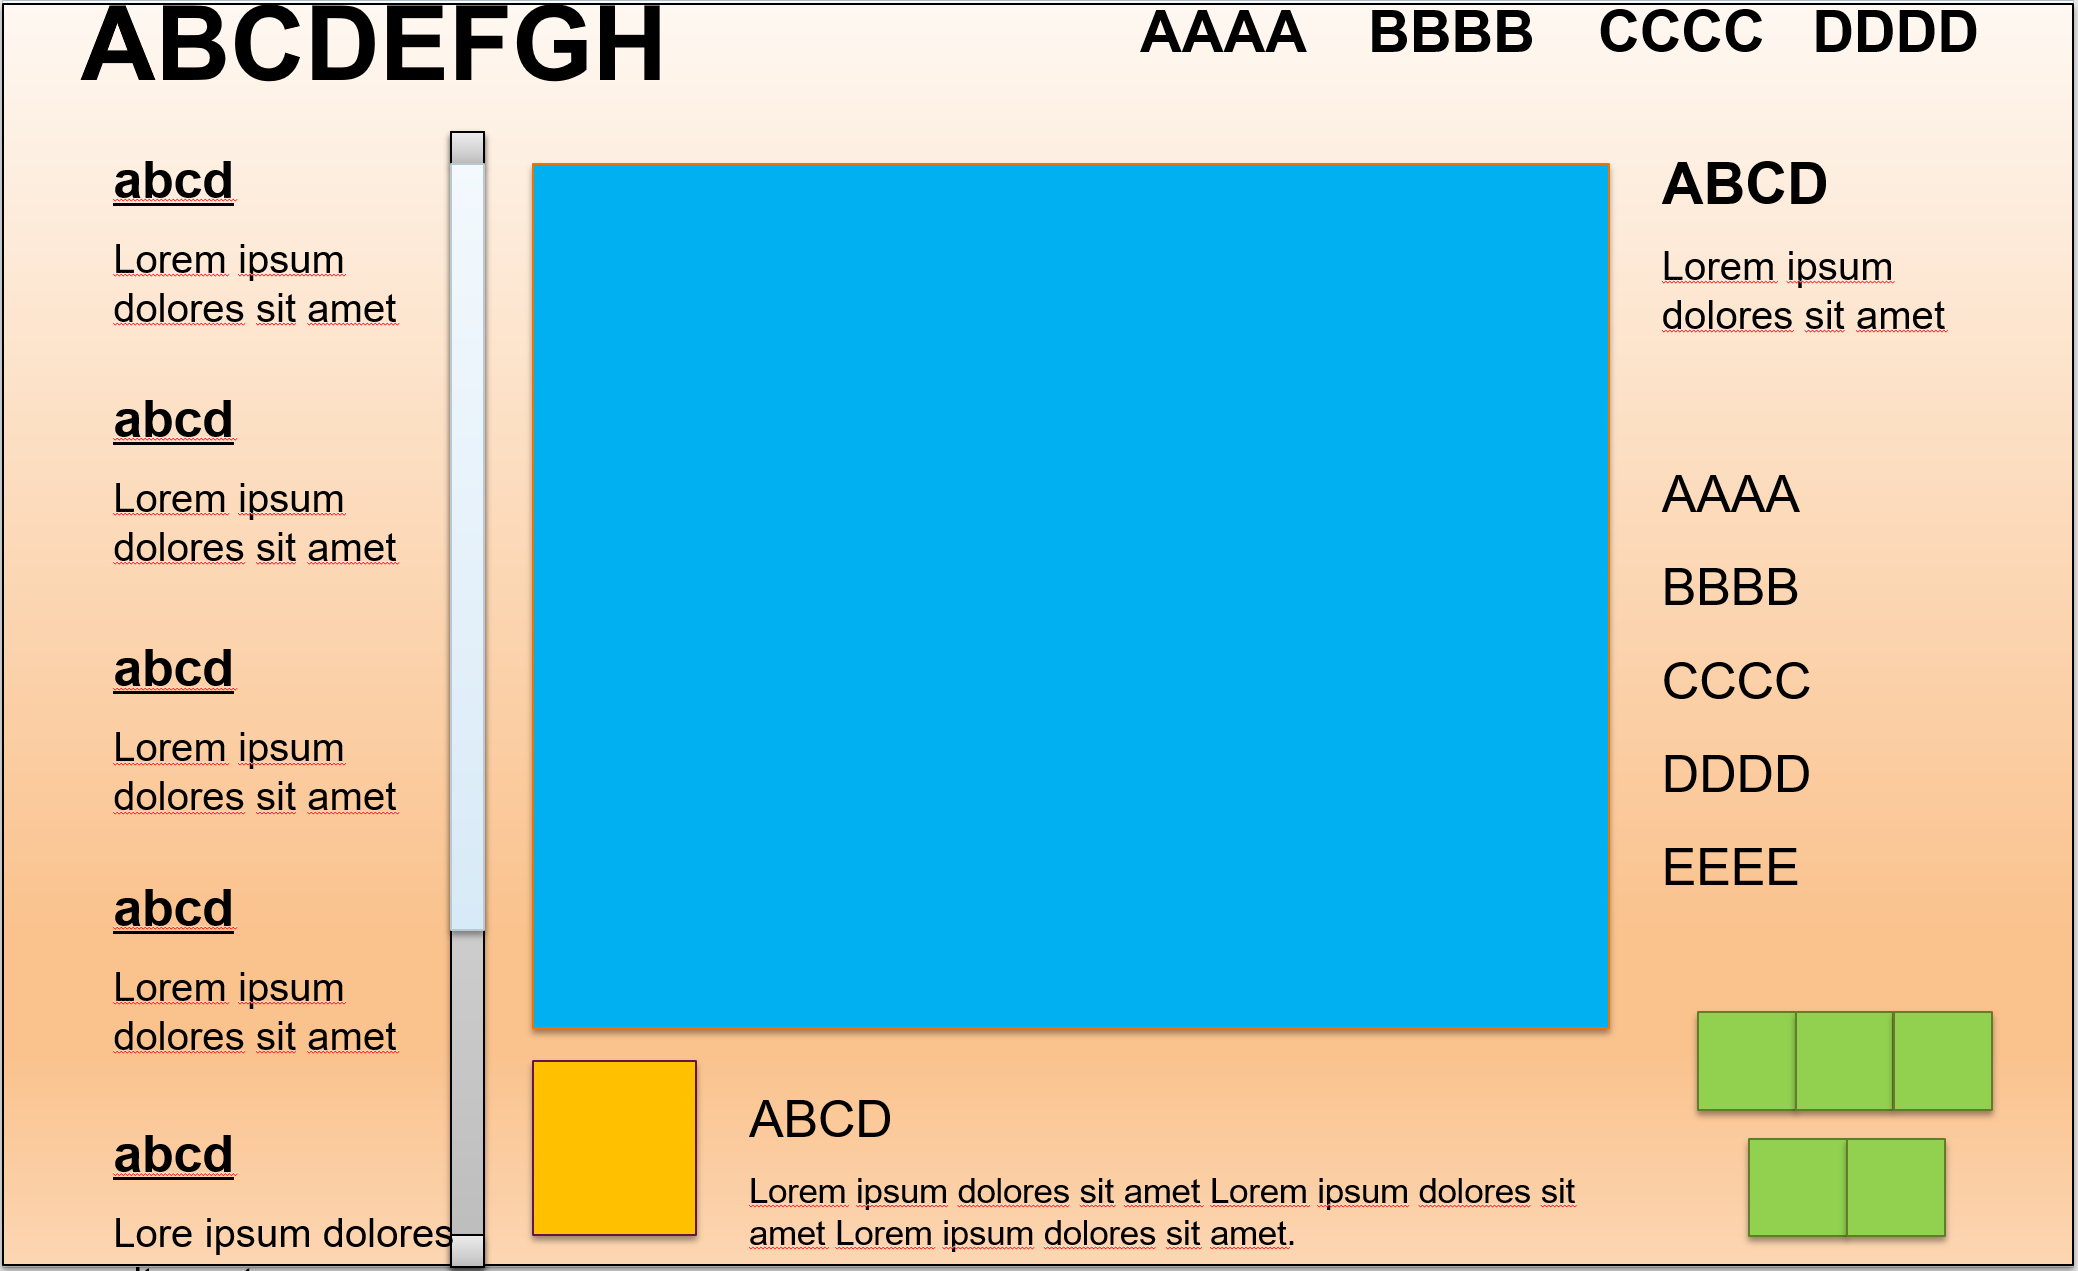 ABCDEFGH
AAAA BBBB CCCC DDDD
abcd
Lorem ipsum
dolores sit amet
abcd
Lorem ipsum
dolores sit amet
abcd
Lorem ipsum
dolores sit amet
abcd
Lorem ipsum
dolores sit amet
abcd
Lore ipsum dolores
ABCD
Lorem ipsum dolores sit amet Lorem ipsum dolores sit
amet Lorem ipsum dolores sit amet.
ABCD
Lorem ipsum
dolores sit amet
AAAA
BBBB
CCCC
DDDD
EEEE